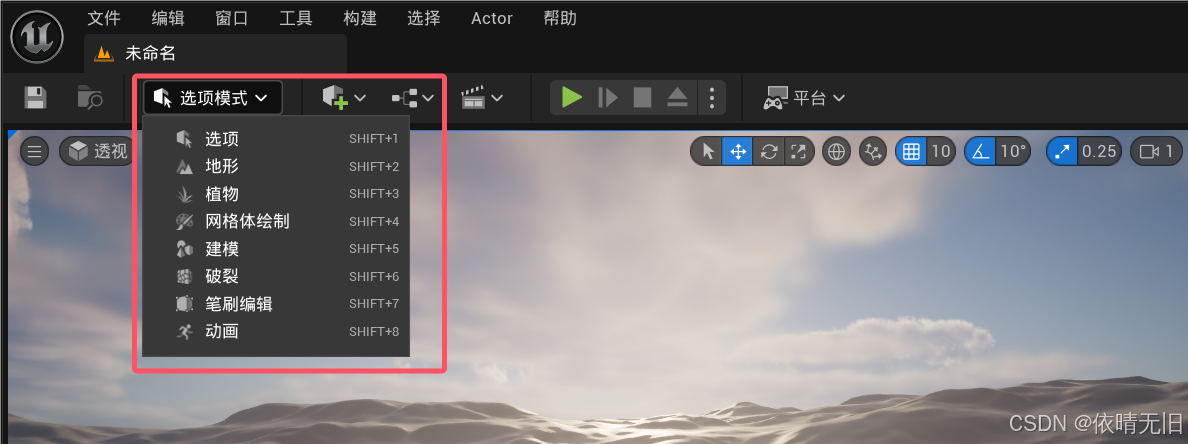 文件 编辑 窗口 工具 构建 选择 Actor 帮助
未命名
选项模式 平台
透视 10 10° 0.25 1
选项 SHIFT+1
地形 SHIFT+2
植物 SHIFT+3
网格体绘制 SHIFT+4
建模 SHIFT+5
破裂 SHIFT+6
笔刷编辑 SHIFT+7
动画 SHIFT+8
CSDN @依晴无旧